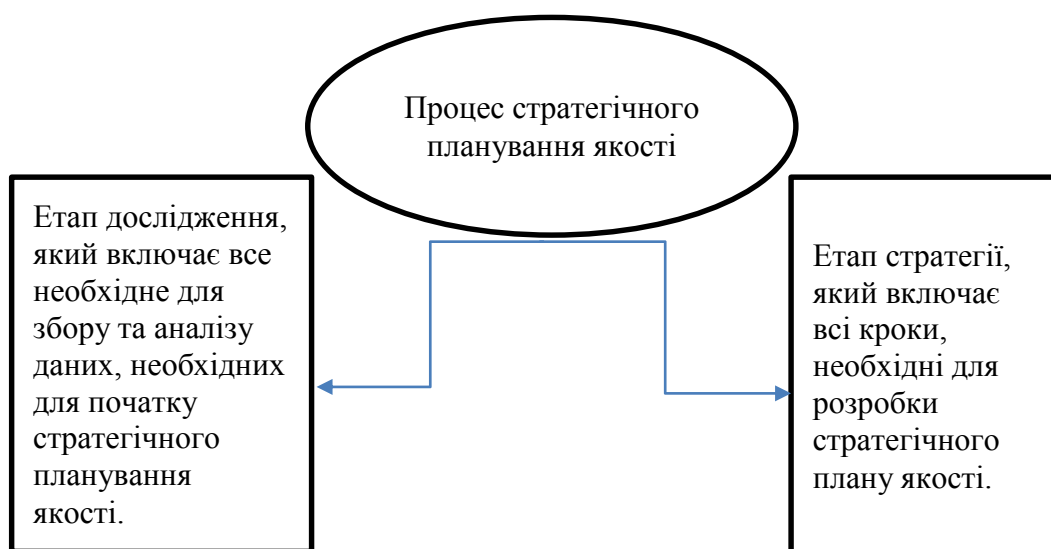 Процес стратегічного
планування якості
Етап дослідження,
який включає все
необхідне для
збору та аналізу
даних, необхідних
для початку
стратегічного
планування
якості.
Етап стратегії,
який включає
всі кроки,
необхідні для
розробки
стратегічного
плану якості.